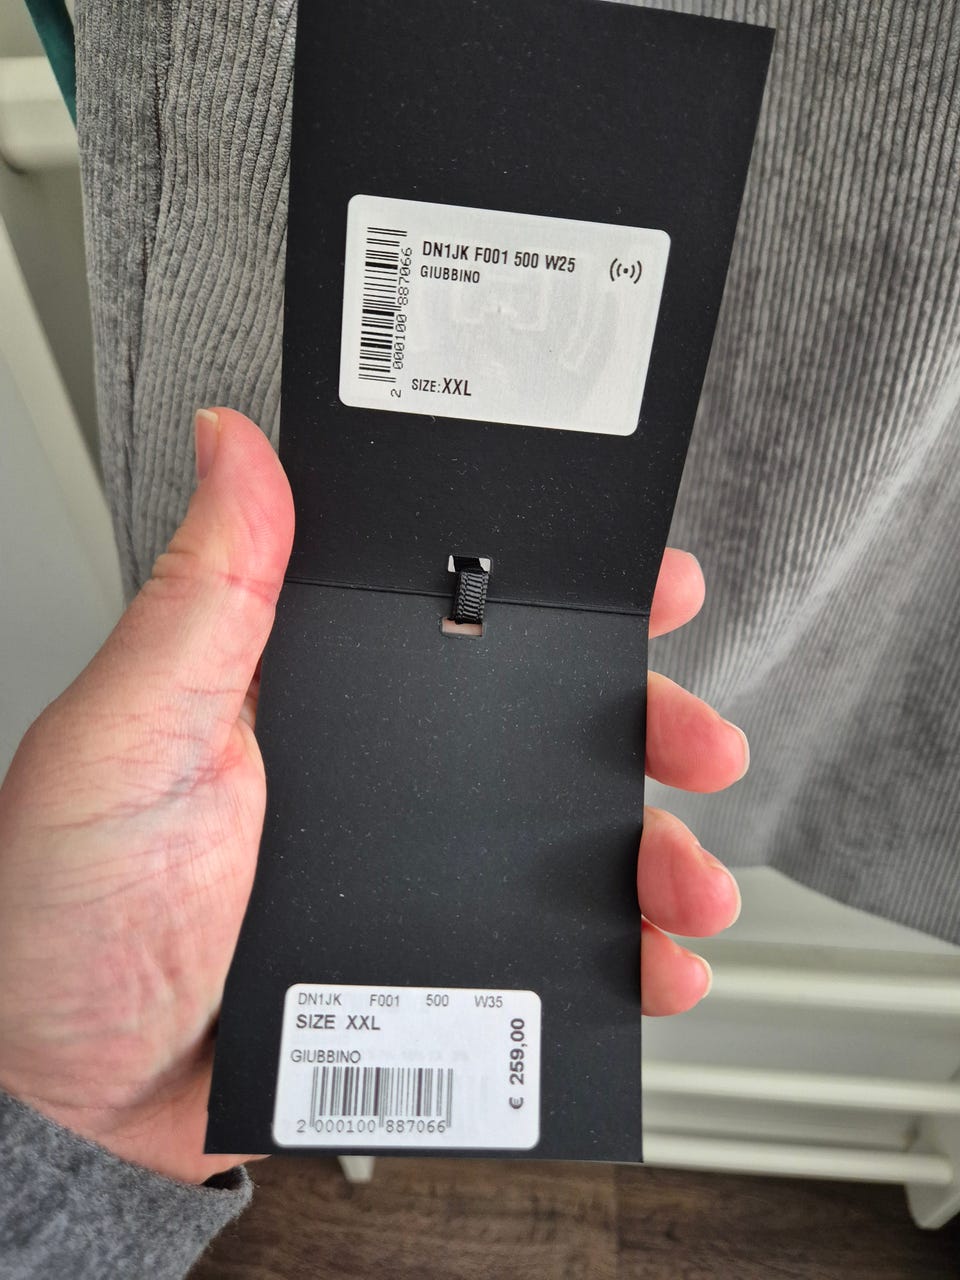 DN1JK F001 500 W25
GIUBBINO
2 000100 887066
SIZE: XXL
DN1JK F001 500 W35
SIZE XXL
GIUBBINO
€ 259,00
2 000100 887066